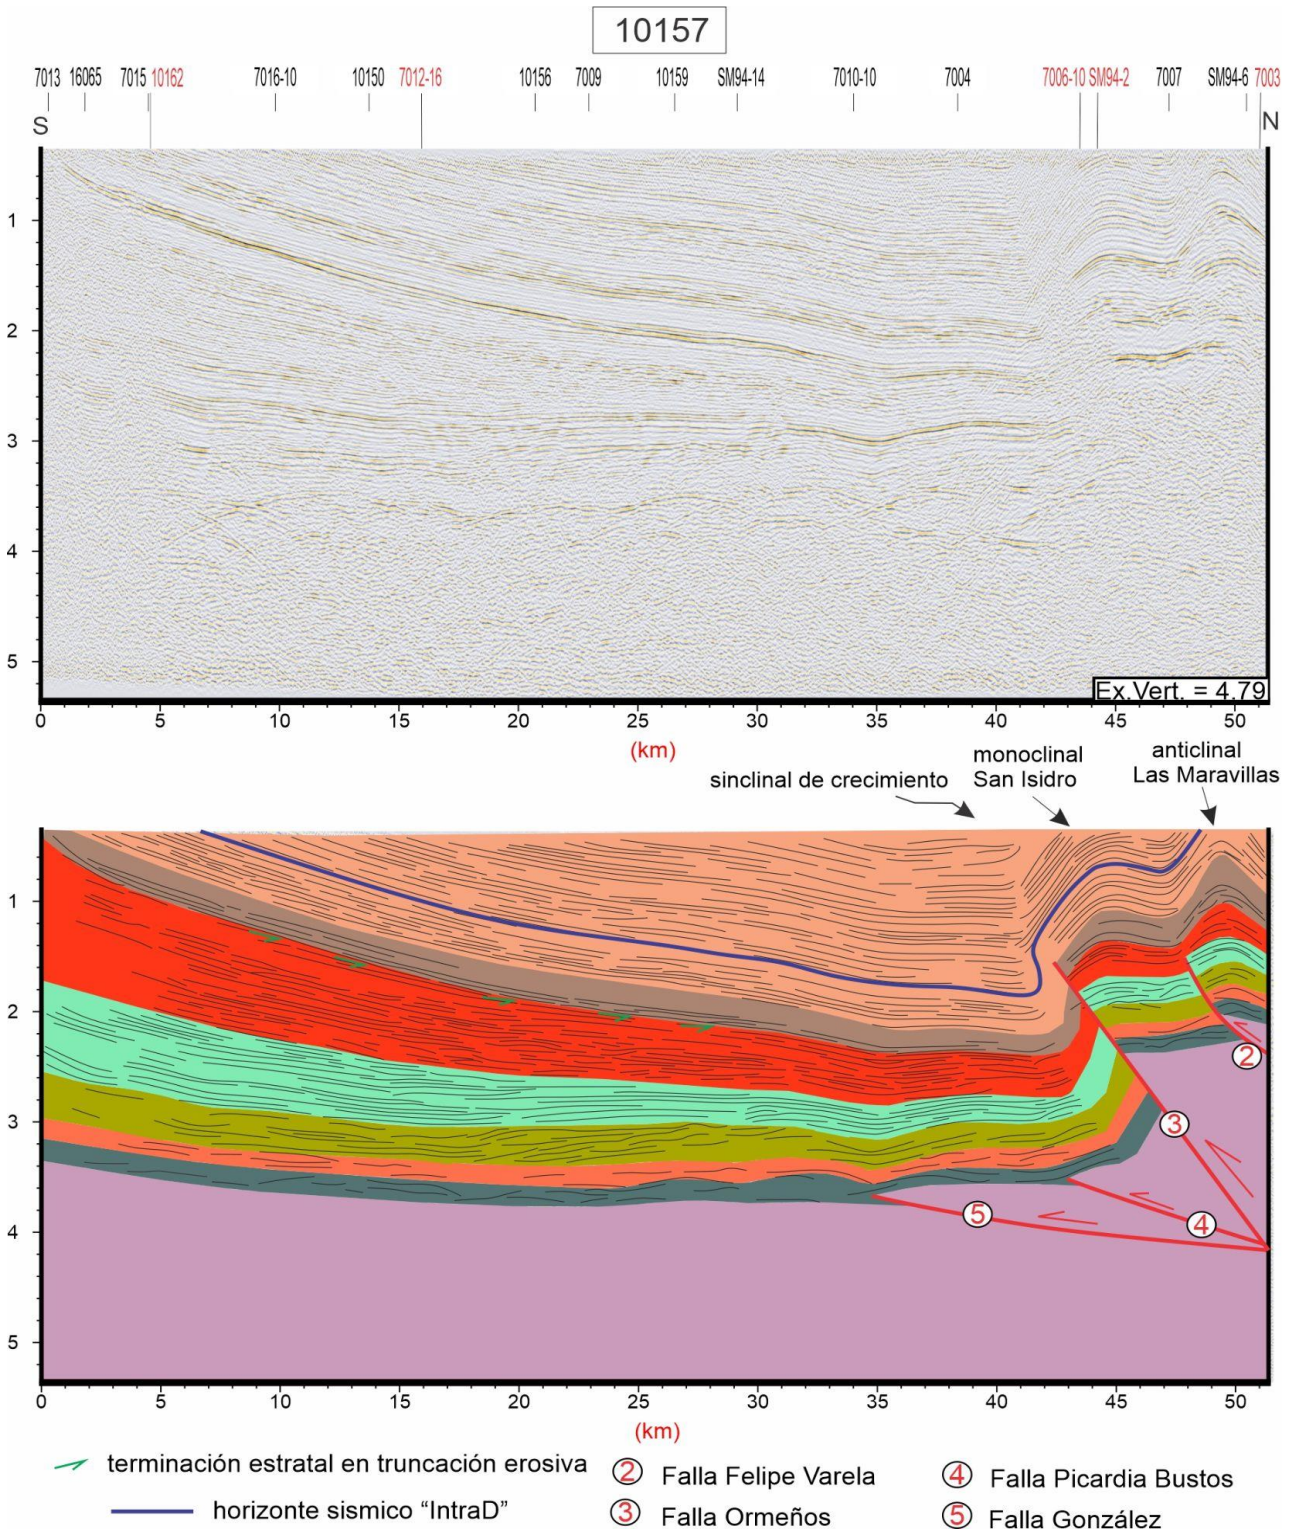 10157
7013 16065 7015 10162 7016-10 10150 7012-16 10156 7009 10159 SM94-14 7010-10 7004 7006-10 SM94-2 7007 SM94-6 7003
S N
1
2
3
4
5
Ex.Vert. = 4.79
0 5 10 15 20 25 30 35 40 45 50
(km)
sinclinal de crecimiento
monoclinal
San Isidro
anticlinal
Las Maravillas
1
2
3
4
5
2
3
4
5
0 5 10 15 20 25 30 35 40 45 50
(km)
terminación estratal en truncación erosiva
horizonte sismico “IntraD”
2 Falla Felipe Varela
3 Falla Ormeños
4 Falla Picardia Bustos
5 Falla González